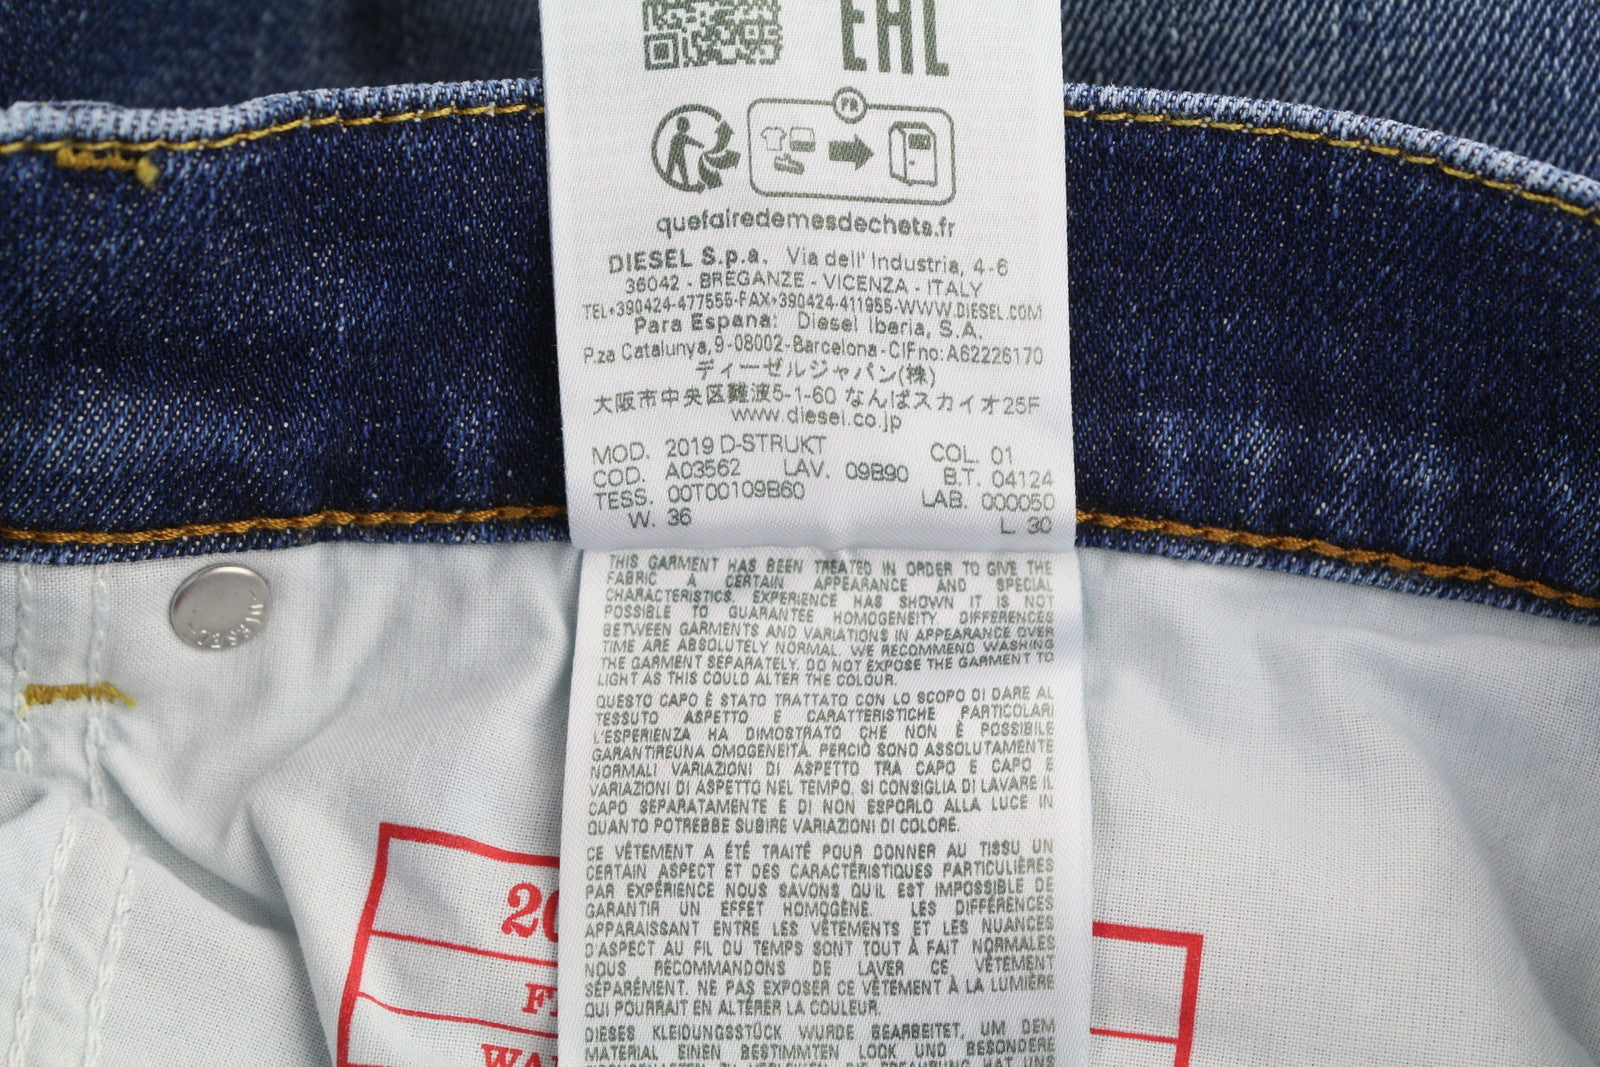 EAC
FR
quefairedemesdechets.fr
DIESEL S.p.a. Via dell' Industria, 4-6
36042 - BREGANZE - VICENZA - ITALY
TEL+390424-477555-FAX+390424-411955-WWW.DIESEL.COM
Para Espana: Diesel Iberia, S.A.
P.za Catalunya,9-08002-Barcelona-CIFno:A62226170
ディーゼルジャパン(株)
大阪市中央区難波5-1-60 なんばスカイオ25F
www.diesel.co.jp
MOD. 2019 D-STRUKT COL. 01
COD. A03562 LAV. 09B90 B.T. 04124
TESS. 00T00109B60 LAB. 000050
W. 36 L. 30
THIS GARMENT HAS BEEN TREATED IN ORDER TO GIVE THE
FABRIC A CERTAIN APPEARANCE AND SPECIAL
CHARACTERISTICS. EXPERIENCE HAS SHOWN IT IS NOT
POSSIBLE TO GUARANTEE HOMOGENEITY DIFFERENCES
BETWEEN GARMENTS AND VARIATIONS IN APPEARANCE OVER
TIME ARE ABSOLUTELY NORMAL. WE RECOMMEND WASHING
THE GARMENT SEPARATELY. DO NOT EXPOSE THE GARMENT TO
LIGHT AS THIS COULD ALTER THE COLOUR.
QUESTO CAPO È STATO TRATTATO CON LO SCOPO DI DARE AL
TESSUTO ASPETTO E CARATTERISTICHE PARTICOLARI
L'ESPERIENZA HA DIMOSTRATO CHE NON È POSSIBILE
GARANTIREUNA OMOGENEITÀ. PERCIÒ SONO ASSOLUTAMENTE
NORMALI VARIAZIONI DI ASPETTO TRA CAPO E CAPO E
VARIAZIONI DI ASPETTO NEL TEMPO. SI CONSIGLIA DI LAVARE IL
CAPO SEPARATAMENTE E DI NON ESPORLO ALLA LUCE IN
QUANTO POTREBBE SUBIRE VARIAZIONI DI COLORE.
CE VÊTEMENT A ÉTÉ TRAITÉ POUR DONNER AU TISSU UN
CERTAIN ASPECT ET DES CARACTÉRISTIQUES PARTICULIÈRES
PAR EXPÉRIENCE NOUS SAVONS QU'IL EST IMPOSSIBLE DE
GARANTIR UN EFFET HOMOGÈNE. LES DIFFÉRENCES
APPARAISSANT ENTRE LES VÊTEMENTS ET LES NUANCES
D'ASPECT AU FIL DU TEMPS SONT TOUT À FAIT NORMALES
NOUS RECOMMANDONS DE LAVER CE VÊTEMENT
SÉPARÉMENT. NE PAS EXPOSER CE VÊTEMENT À LA LUMIÈRE
QUI POURRAIT EN ALTÉRER LA COULEUR.
DIESES KLEIDUNGSSTÜCK WURDE BEARBEITET, UM DEM
MATERIAL EINEN BESTIMMTEN LOOK UND BESONDERE
20